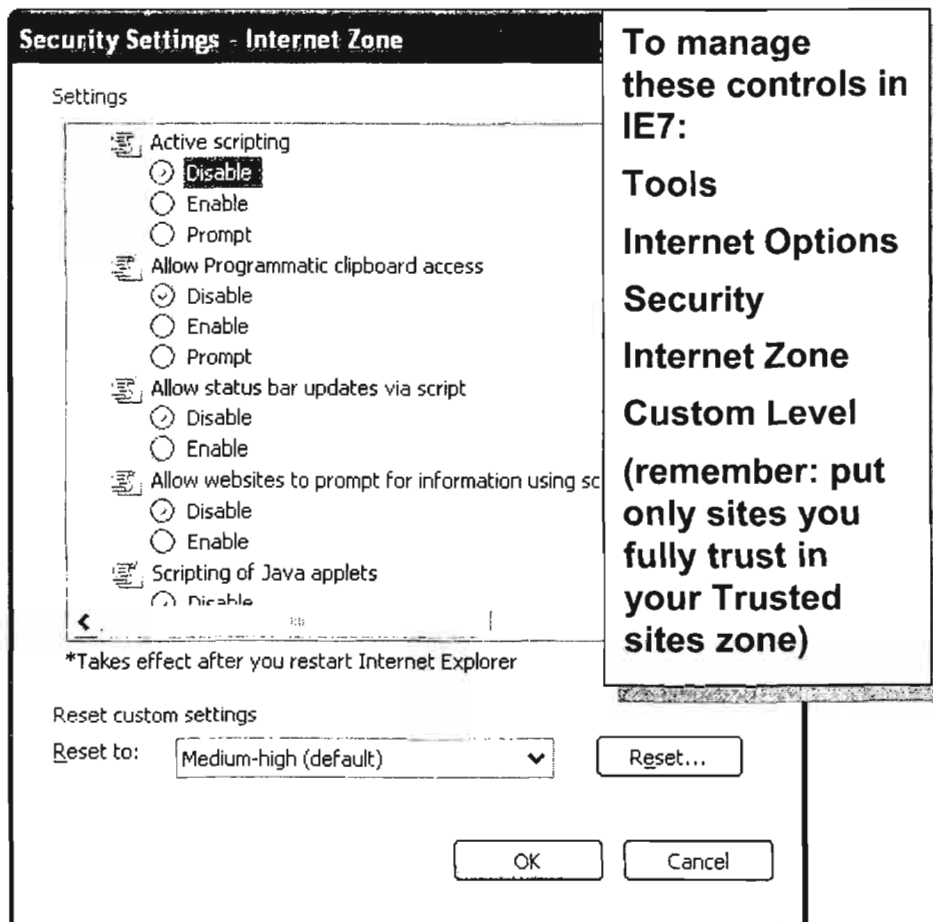 Security Settings - Internet Zone
Settings
Active scripting
Disable
Enable
Prompt
Allow Programmatic clipboard access
Disable
Enable
Prompt
Allow status bar updates via script
Disable
Enable
Allow websites to prompt for information using sc
Disable
Enable
Scripting of Java applets
Disable
*Takes effect after you restart Internet Explorer
Reset custom settings
Reset to:
Medium-high (default)
Reset...
OK
Cancel
To manage
these controls in
IE7:
Tools
Internet Options
Security
Internet Zone
Custom Level
(remember: put
only sites you
fully trust in
your Trusted
sites zone)